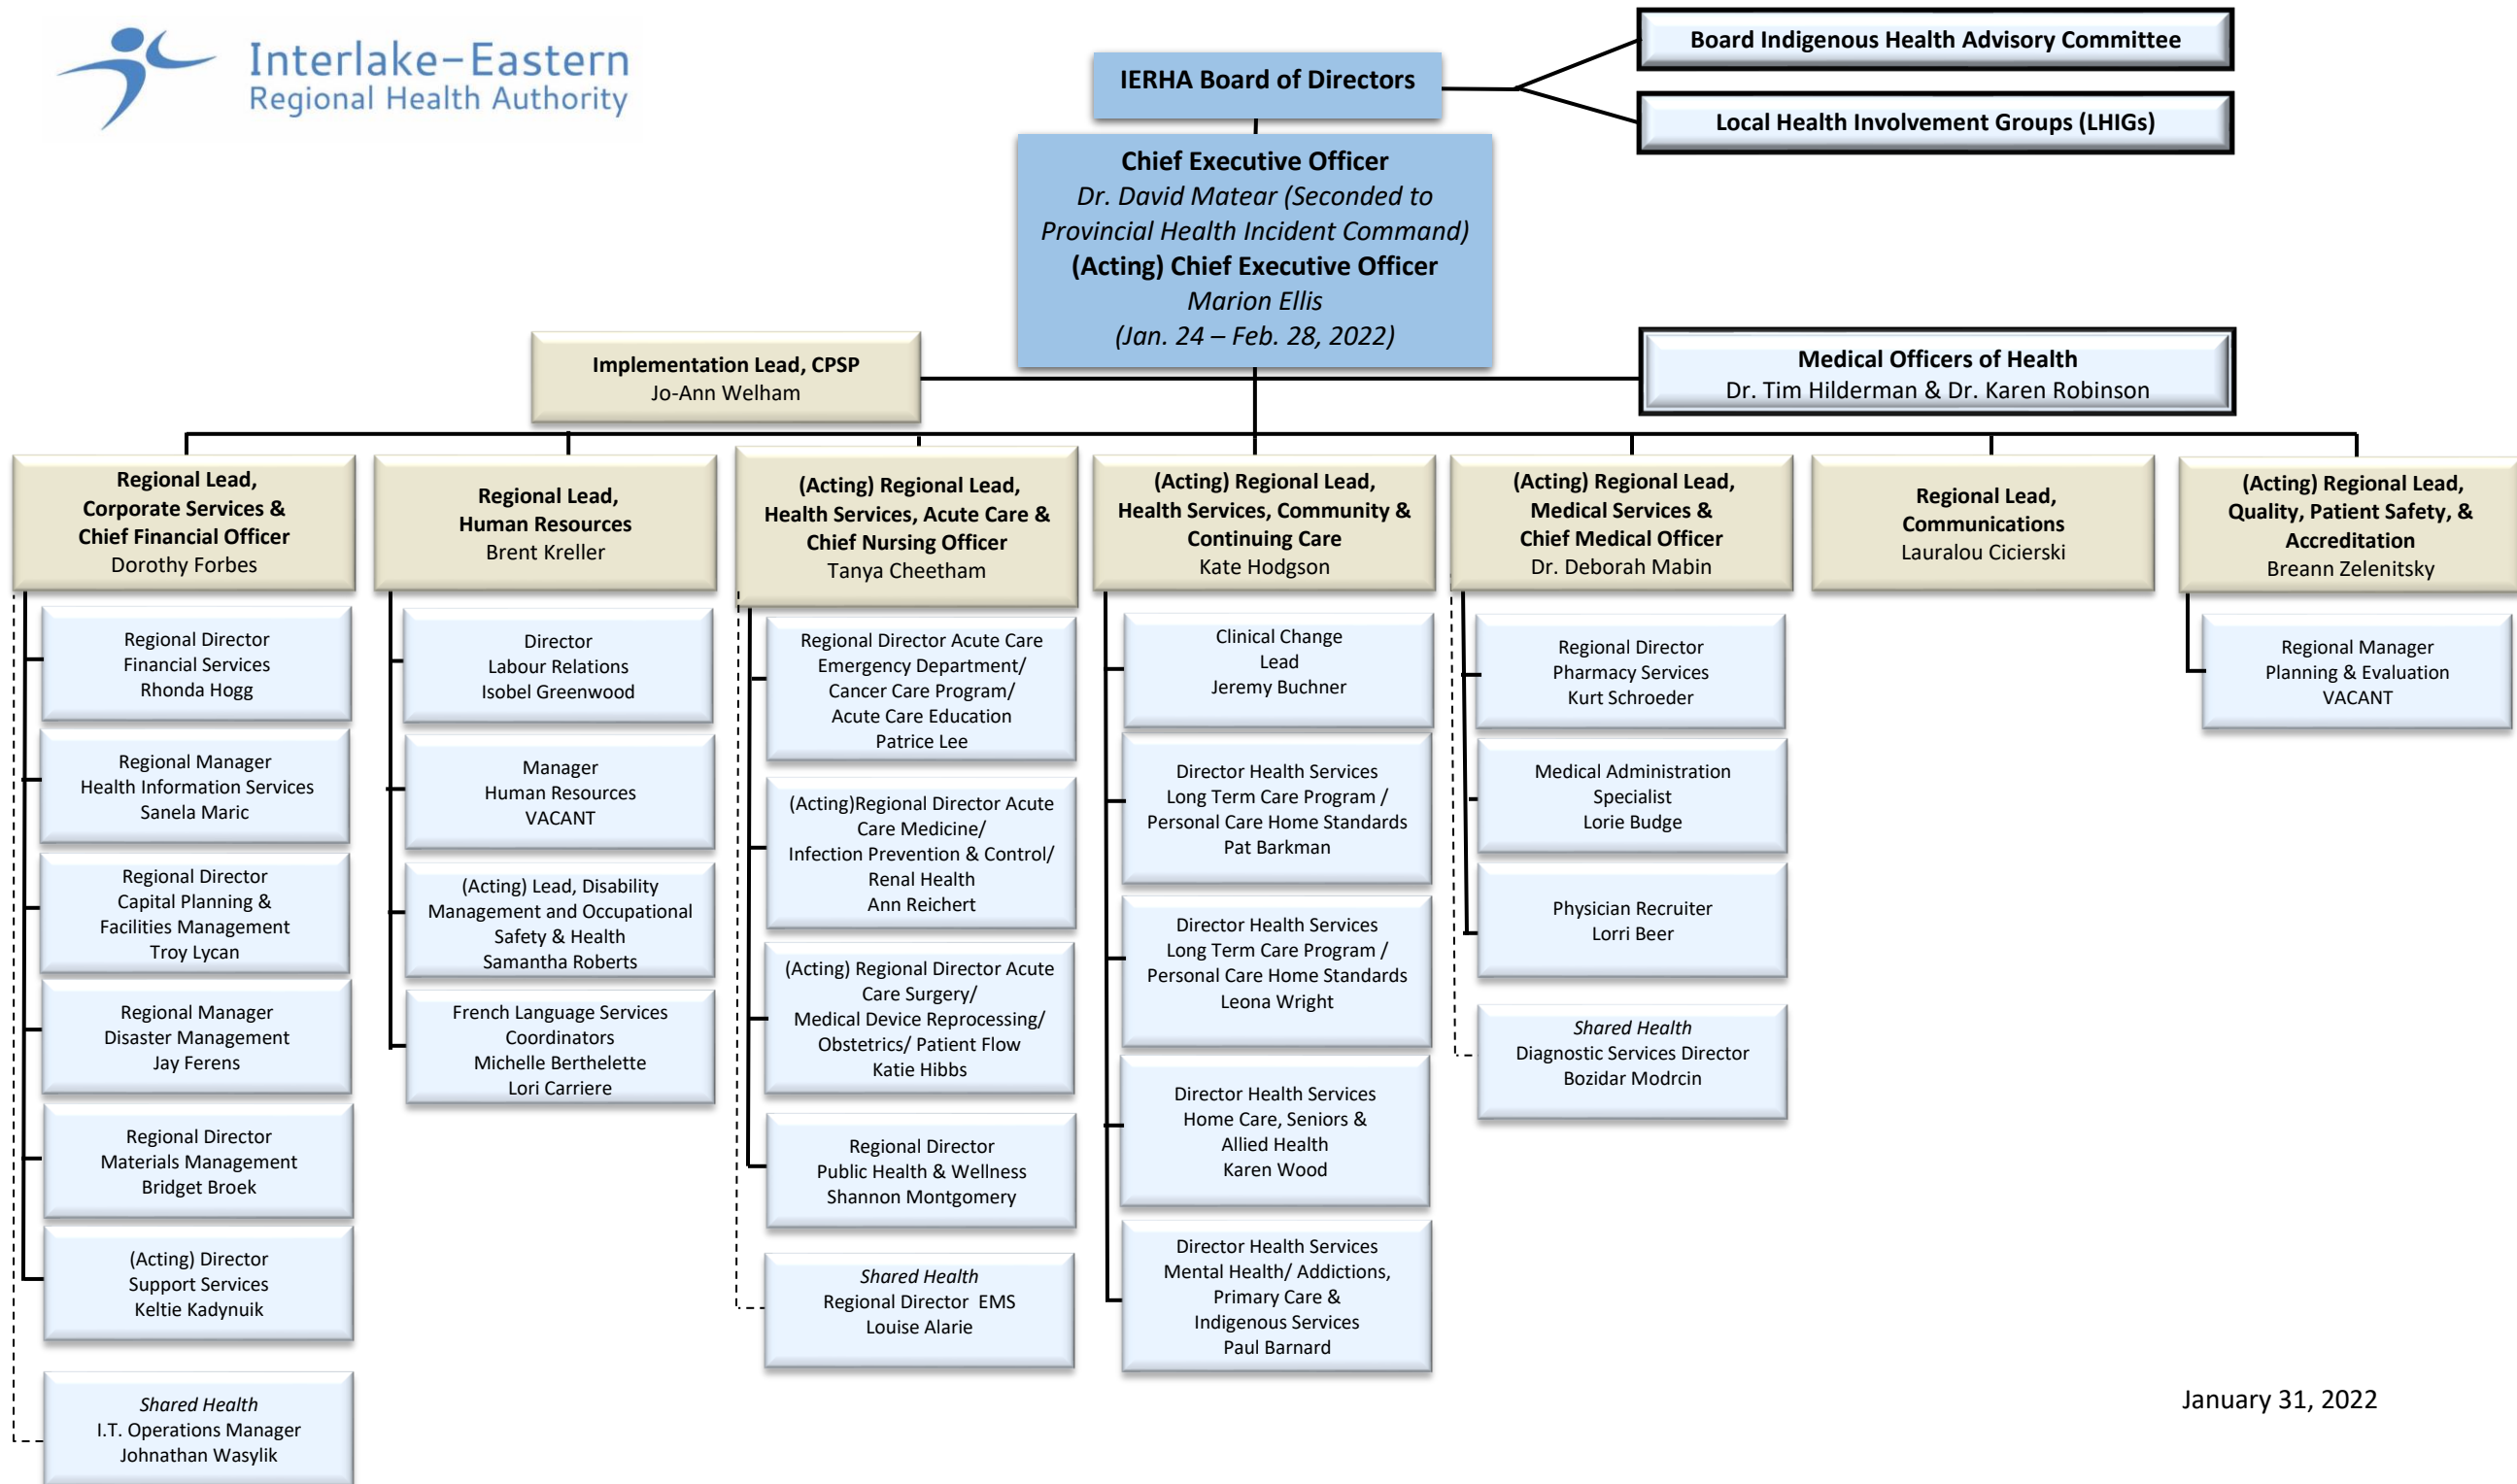 Interlake-Eastern
Regional Health Authority
IERHA Board of Directors
Board Indigenous Health Advisory Committee
Local Health Involvement Groups (LHIGs)
Chief Executive Officer
Dr. David Matear (Seconded to
Provincial Health Incident Command)
(Acting) Chief Executive Officer
Marion Ellis
(Jan. 24 – Feb. 28, 2022)
Implementation Lead, CPSP
Jo-Ann Welham
Medical Officers of Health
Dr. Tim Hilderman & Dr. Karen Robinson
Regional Lead,
Corporate Services &
Chief Financial Officer
Dorothy Forbes
Regional Director
Financial Services
Rhonda Hogg
Regional Manager
Health Information Services
Sanela Maric
Regional Director
Capital Planning &
Facilities Management
Troy Lycan
Regional Manager
Disaster Management
Jay Ferens
Regional Director
Materials Management
Bridget Broek
(Acting) Director
Support Services
Keltie Kadynuik
Shared Health
I.T. Operations Manager
Johnathan Wasylik
Regional Lead,
Human Resources
Brent Kreller
Director
Labour Relations
Isobel Greenwood
Manager
Human Resources
VACANT
(Acting) Lead, Disability
Management and Occupational
Safety & Health
Samantha Roberts
French Language Services
Coordinators
Michelle Berthelette
Lori Carriere
(Acting) Regional Lead,
Health Services, Acute Care &
Chief Nursing Officer
Tanya Cheetham
Regional Director Acute Care
Emergency Department/
Cancer Care Program/
Acute Care Education
Patrice Lee
(Acting)Regional Director Acute
Care Medicine/
Infection Prevention & Control/
Renal Health
Ann Reichert
(Acting) Regional Director Acute
Care Surgery/
Medical Device Reprocessing/
Obstetrics/ Patient Flow
Katie Hibbs
Regional Director
Public Health & Wellness
Shannon Montgomery
Shared Health
Regional Director EMS
Louise Alarie
(Acting) Regional Lead,
Health Services, Community &
Continuing Care
Kate Hodgson
Clinical Change
Lead
Jeremy Buchner
Director Health Services
Long Term Care Program /
Personal Care Home Standards
Pat Barkman
Director Health Services
Long Term Care Program /
Personal Care Home Standards
Leona Wright
Director Health Services
Home Care, Seniors &
Allied Health
Karen Wood
Director Health Services
Mental Health/ Addictions,
Primary Care &
Indigenous Services
Paul Barnard
(Acting) Regional Lead,
Medical Services &
Chief Medical Officer
Dr. Deborah Mabin
Regional Director
Pharmacy Services
Kurt Schroeder
Medical Administration
Specialist
Lorie Budge
Physician Recruiter
Lorri Beer
Shared Health
Diagnostic Services Director
Bozidar Modrcin
Regional Lead,
Communications
Lauralou Cicierski
(Acting) Regional Lead,
Quality, Patient Safety, &
Accreditation
Breann Zelenitsky
Regional Manager
Planning & Evaluation
VACANT
January 31, 2022